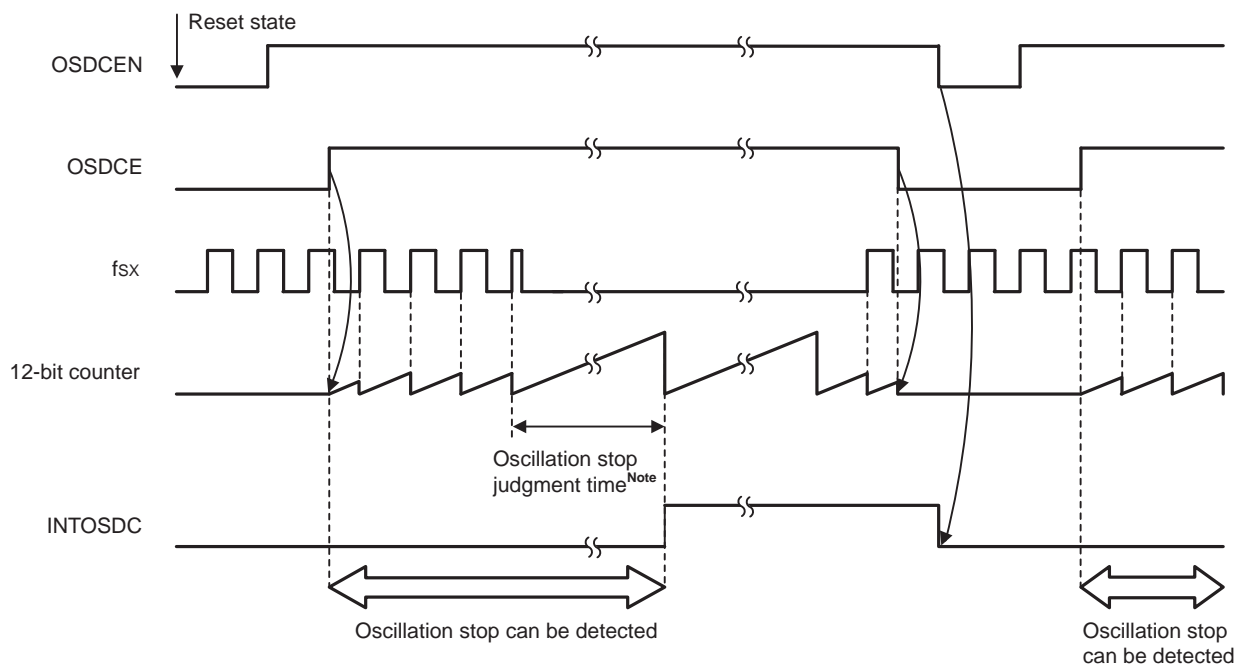 Reset state
OSDCEN
OSDCE
fSX
12-bit counter
Oscillation stop
judgment timeNote
INTOSDC
Oscillation stop can be detected
Oscillation stop
can be detected